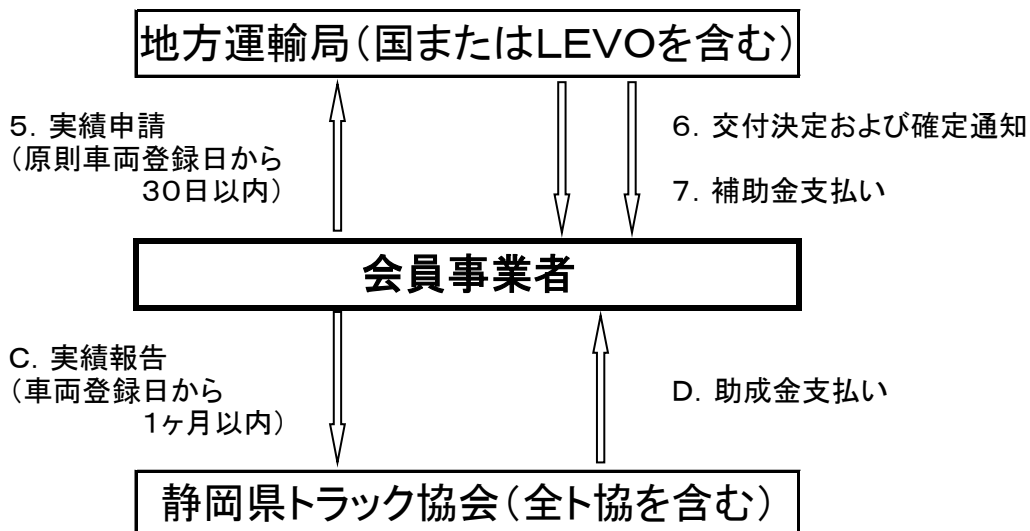 地方運輸局(国またはLEVOを含む)
5. 実績申請
(原則車両登録日から
30日以内)
6. 交付決定および確定通知
7. 補助金支払い
会員事業者
C. 実績報告
(車両登録日から
1ヶ月以内)
D. 助成金支払い
静岡県トラック協会(全ト協を含む)